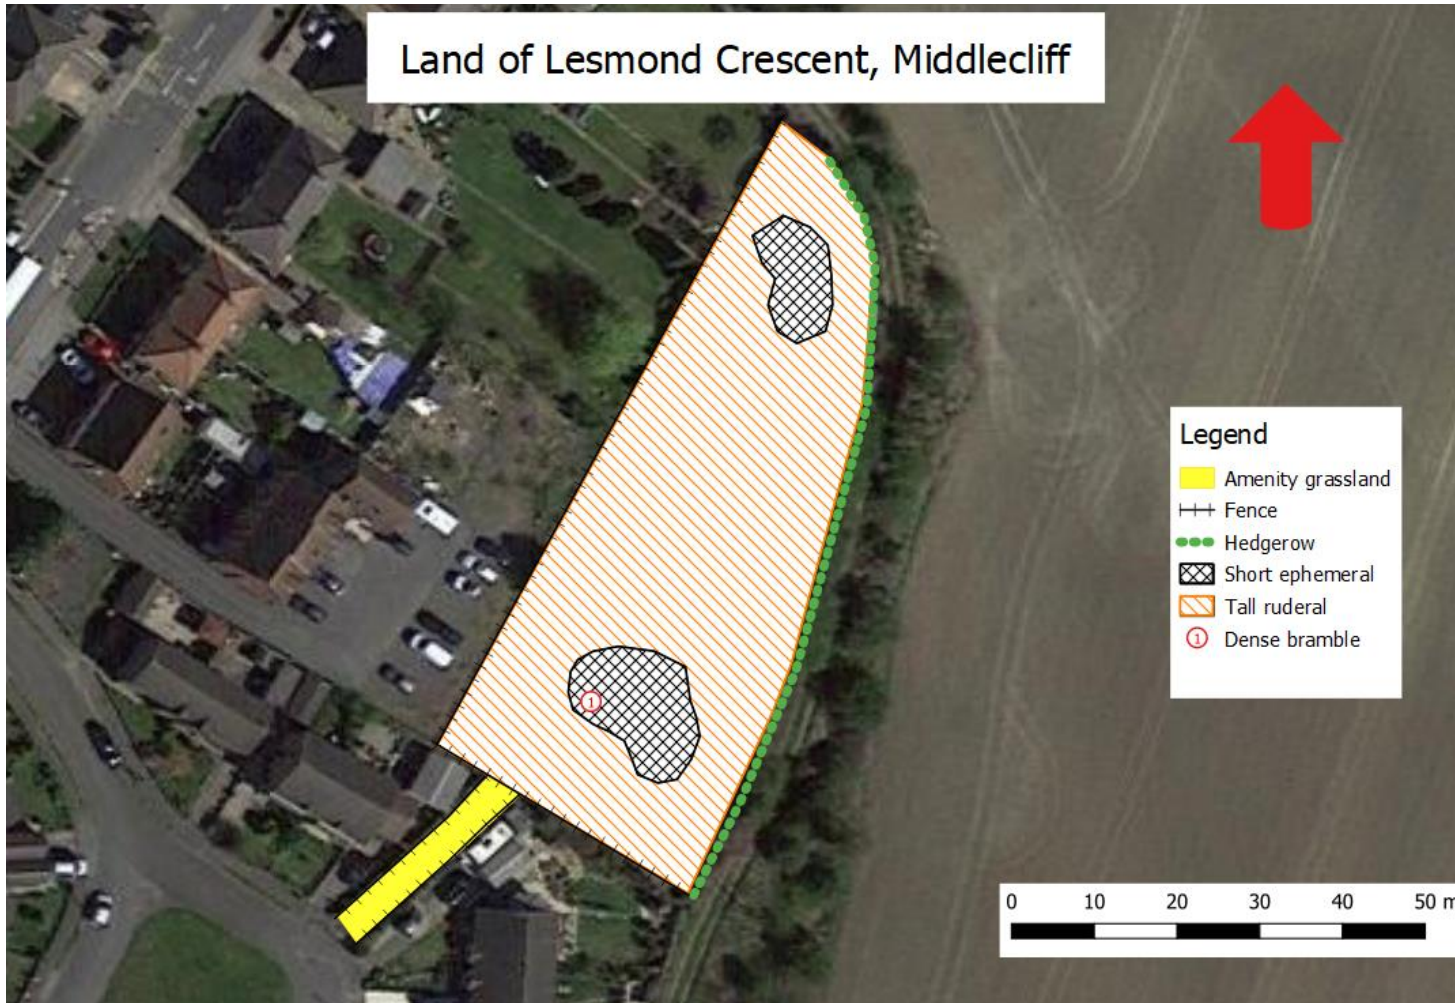 Land of Lesmond Crescent, Middlecliff
Legend
Amenity grassland
Fence
Hedgerow
Short ephemeral
Tall ruderal
1 Dense bramble
1
0 10 20 30 40 50 m